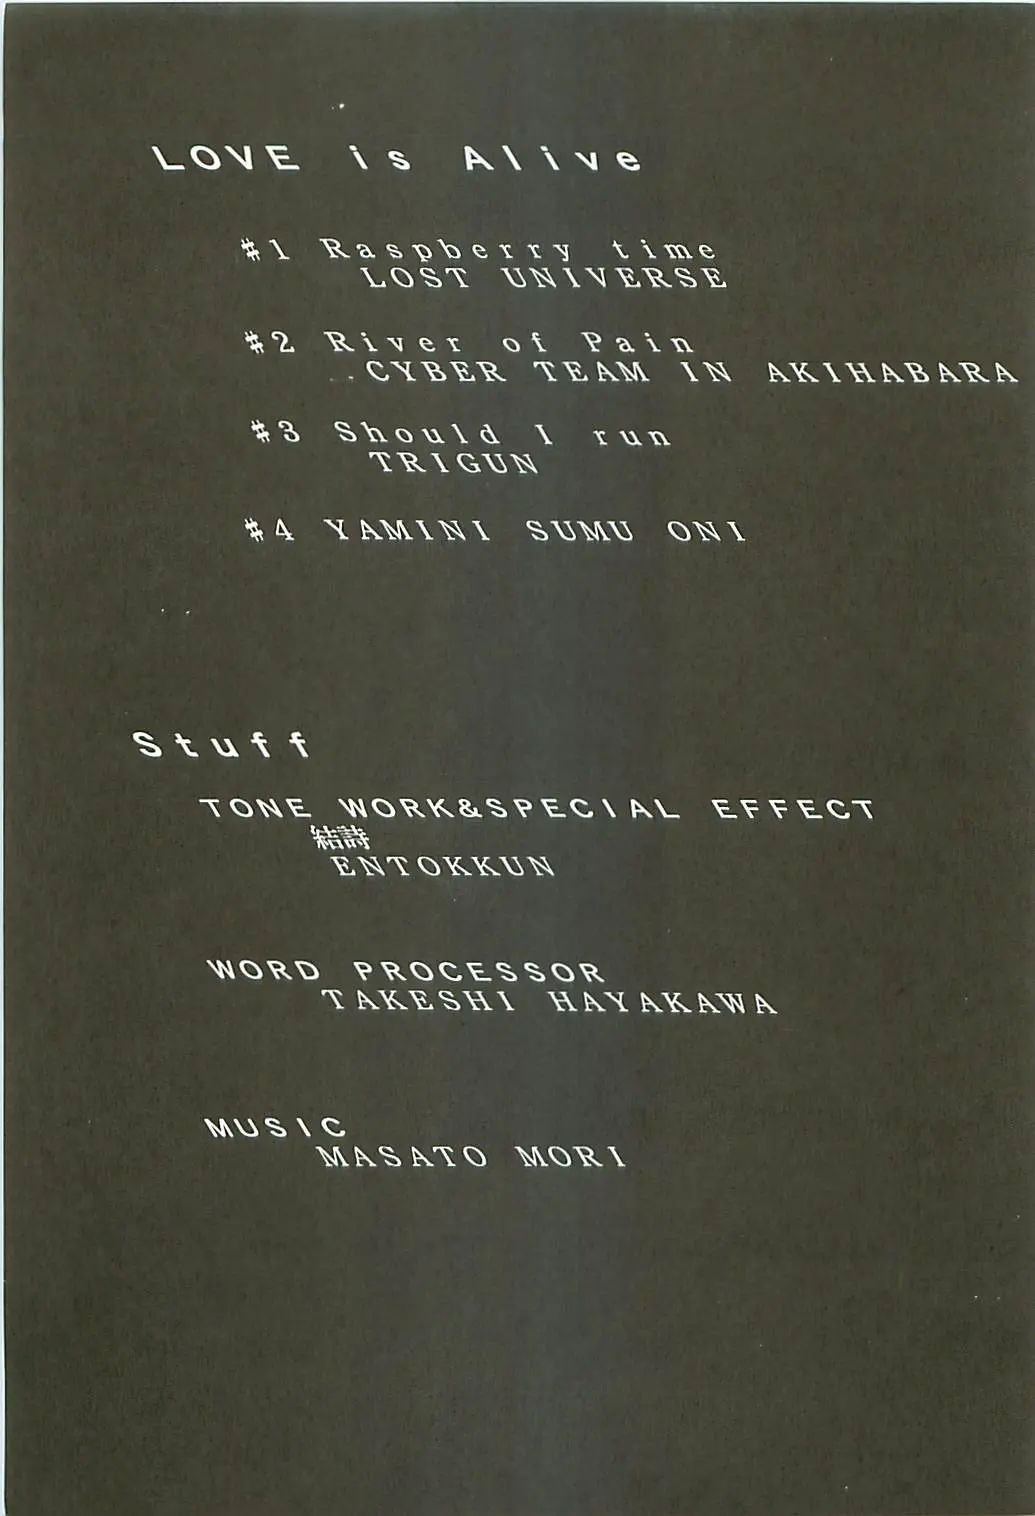 LOVE is Alive
#1 Raspberry time
LOST UNIVERSE
#2 River of Pain
CYBER TEAM IN AKIHABARA
#3 Should I run
TRIGUN
#4 YAMINI SUMU ONI
Stuff
TONE WORK&SPECIAL EFFECT
結詩
ENTOKKUN
WORD PROCESSOR
TAKESHI HAYAKAWA
MUSIC
MASATO MORI